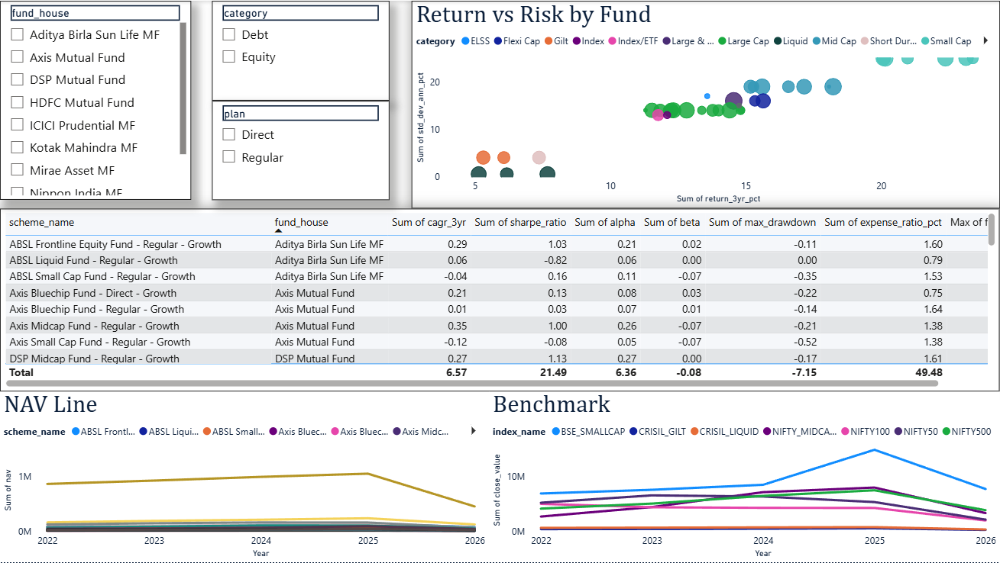 fund_house
Aditya Birla Sun Life MF
Axis Mutual Fund
DSP Mutual Fund
HDFC Mutual Fund
ICICI Prudential MF
Kotak Mahindra MF
Mirae Asset MF
Nippon India MF
category
Debt
Equity
plan
Direct
Regular
Return vs Risk by Fund
category ELSS Flexi Cap Gilt Index Index/ETF Large & ... Large Cap Liquid Mid Cap Short Dur... Small Cap
Sum of std_dev_ann_pct
20
10
0
5 10 15 20
Sum of return_3yr_pct
scheme_name fund_house Sum of cagr_3yr Sum of sharpe_ratio Sum of alpha Sum of beta Sum of max_drawdown Sum of expense_ratio_pct Max of f
ABSL Frontline Equity Fund - Regular - Growth Aditya Birla Sun Life MF 0.29 1.03 0.21 0.02 -0.11 1.60
ABSL Liquid Fund - Regular - Growth Aditya Birla Sun Life MF 0.06 -0.82 0.06 0.00 0.00 0.79
ABSL Small Cap Fund - Regular - Growth Aditya Birla Sun Life MF -0.04 0.16 0.11 -0.07 -0.35 1.53
Axis Bluechip Fund - Direct - Growth Axis Mutual Fund 0.21 0.13 0.08 0.03 -0.22 0.75
Axis Bluechip Fund - Regular - Growth Axis Mutual Fund 0.01 0.03 0.07 0.01 -0.14 1.64
Axis Midcap Fund - Regular - Growth Axis Mutual Fund 0.35 1.00 0.26 -0.07 -0.21 1.38
Axis Small Cap Fund - Regular - Growth Axis Mutual Fund -0.12 -0.08 0.05 -0.07 -0.52 1.38
DSP Midcap Fund - Regular - Growth DSP Mutual Fund 0.27 1.13 0.27 0.00 -0.17 1.61
Total 6.57 21.49 6.36 -0.08 -7.15 49.48
NAV Line
scheme_name ABSL Frontl... ABSL Liqui... ABSL Small... Axis Bluec... Axis Bluec... Axis Midc...
Sum of nav
1M
0M
2022 2023 2024 2025 2026
Year
Benchmark
index_name BSE_SMALLCAP CRISIL_GILT CRISIL_LIQUID NIFTY_MIDCA... NIFTY100 NIFTY50 NIFTY500
Sum of close_value
10M
0M
2022 2023 2024 2025 2026
Year